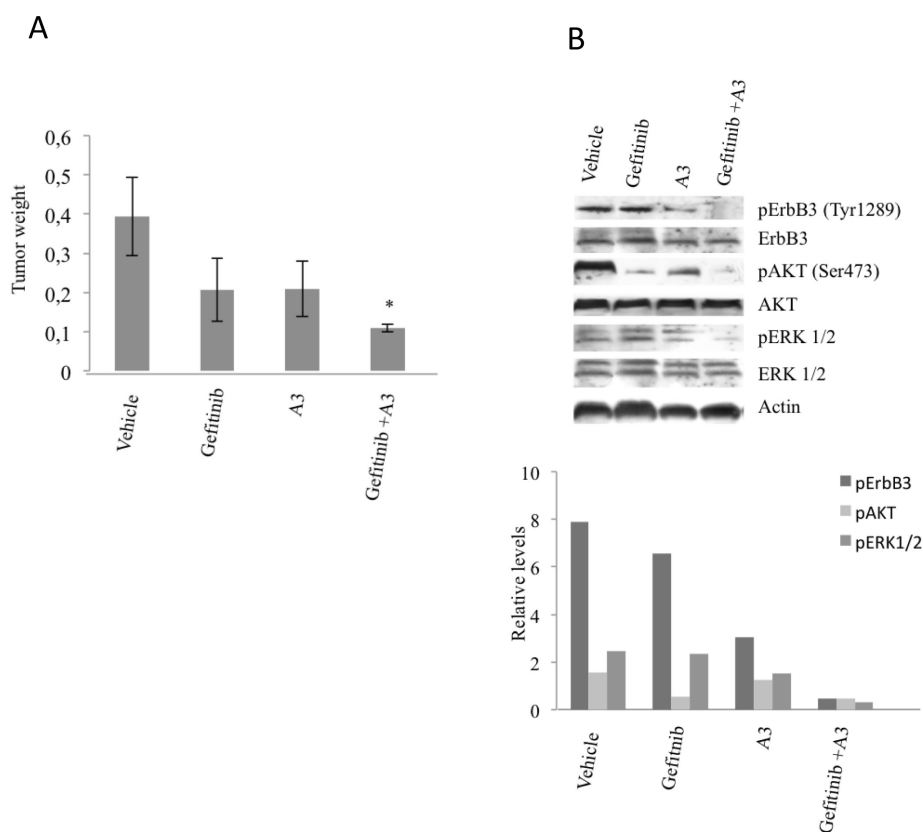 A
0,6
0,5
0,4
0,3
0,2
0,1
0
Tumor weight
Vehicle
Gefitinib
A3
*
Gefitinib +A3
B
Vehicle
Gefitinib
A3
Gefitinib +A3
pErbB3 (Tyr1289)
ErbB3
pAKT (Ser473)
AKT
pERK 1/2
ERK 1/2
Actin
10
8
6
4
2
0
Relative levels
pErbB3
pAKT
pERK1/2
Vehicle
Gefitnib
A3
Gefitinib +A3